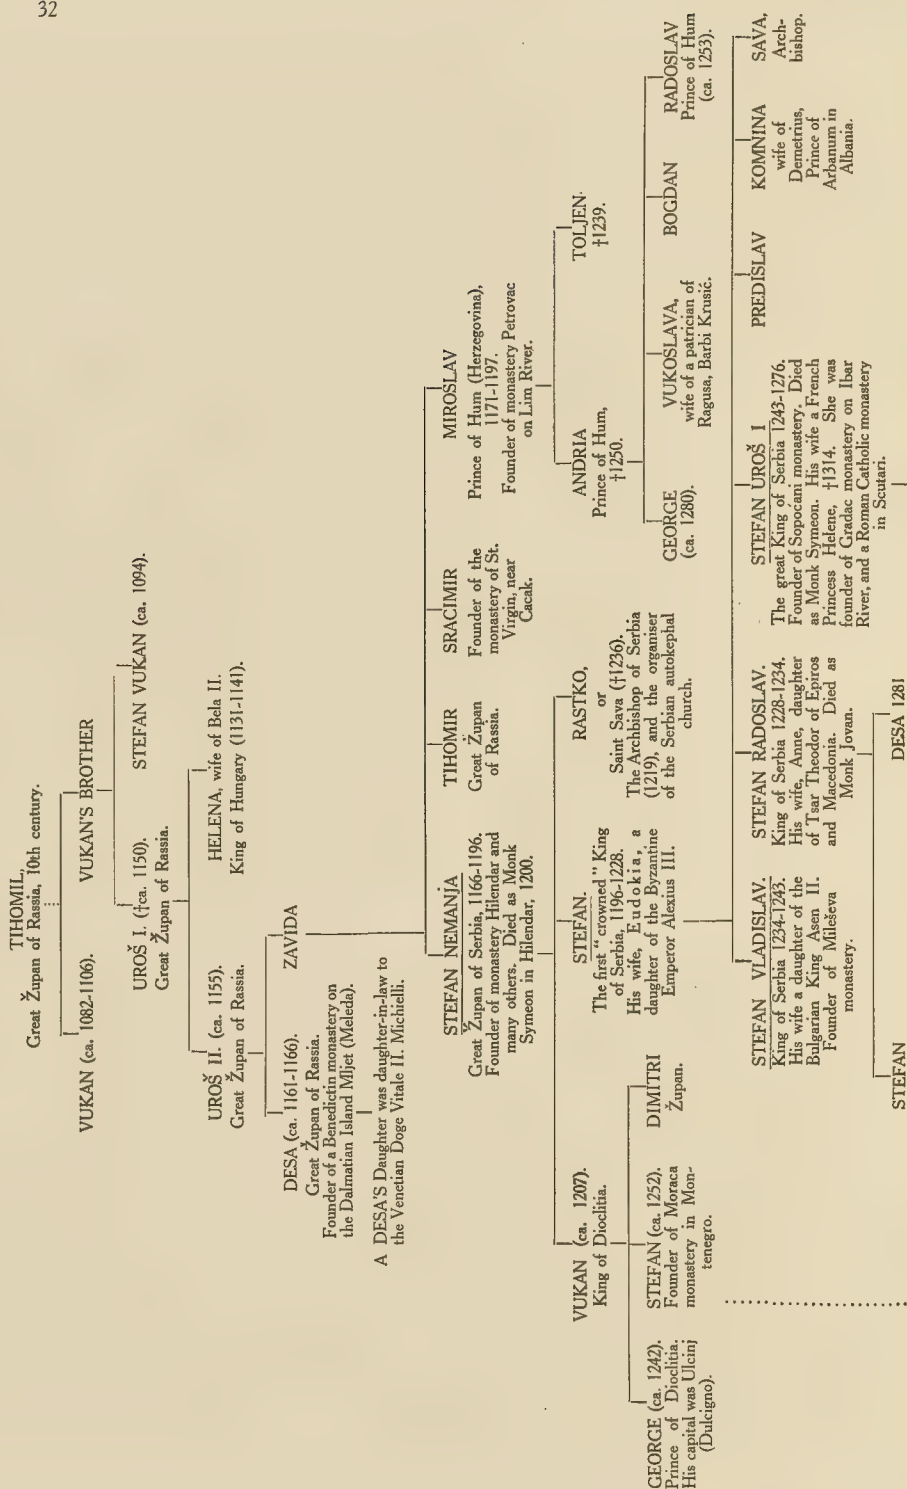 32
TIHOMIL,
Great Župan of Rassia, 10th century.
VUKAN (ca. 1082-1106).
VUKAN'S BROTHER
UROŠ I. (†ca. 1150).
Great Župan of Rassia.
STEFAN VUKAN (ca. 1094).
UROŠ II. (ca. 1155).
Great Župan of Rassia.
HELENA, wife of Bela II.
King of Hungary (1131-1141).
DESA (ca. 1161-1166).
Great Župan of Rassia.
Founder of a Benedictin monastery on
the Dalmatian Island Mljet (Meleda).
ZAVIDA
A DESA'S Daughter was daughter-in-law to
the Venetian Doge Vitale II. Michielli.
STEFAN NEMANJA
Great Župan of Serbia, 1166-1196.
Founder of monastery Hilendar and
many others. Died as Monk
Symeon in Hilendar, 1200.
TIHOMIR
Great Župan
of Rassia.
SRACIMIR
Founder of the
monastery of St.
Virgin, near
Cacak.
MIROSLAV
Prince of Hum (Herzegovina),
1171-1197.
Founder of monastery Petrovac
on Lim River.
VUKAN (ca. 1207).
King of Dioclitia.
STEFAN.
The first "crowned" King
of Serbia, 1196-1228.
His wife, Eudokia, a
daughter of the Byzantine
Emperor Alexius III.
RASTKO,
or
Saint Sava (†1236).
The Archbishop of Serbia
(1219), and the organiser
of the Serbian autokephal
church.
ANDRIA
Prince of Hum,
†1250.
TOLJEN
†1239.
GEORGE (ca. 1242).
Prince of Dioclitia.
His capital was Ulcinj
(Dulcigno).
STEFAN (ca. 1252).
Founder of Moraca
monastery in Mon-
tenegro.
DIMITRI
Župan.
GEORGE
(ca. 1280).
VUKOSLAVA,
wife of a patrician of
Ragusa, Barbi Krusić.
BOGDAN
RADOSLAV
Prince of Hum
(ca. 1253).
STEFAN VLADISLAV.
King of Serbia 1234-1243.
His wife a daughter of the
Bulgarian King Asen II.
Founder of Mileševa
monastery.
STEFAN RADOSLAV.
King of Serbia 1228-1234.
His wife, Anne, daughter
of Tsar Theodor of Epiros
and Macedonia. Died as
Monk Jovan.
STEFAN UROŠ I
The great King of Serbia 1243-1276.
Founder of Sopoćani monastery. Died
as Monk Symeon. His wife a French
Princess Helene, †1314. She was
founder of Gradac monastery on Ibar
River, and a Roman Catholic monastery
in Scutari.
PREDISLAV
KOMNINA
wife of
Demetrius,
Prince of
Arbanum in
Albania.
SAVA,
Arch-
bishop.
STEFAN
DESA 1281